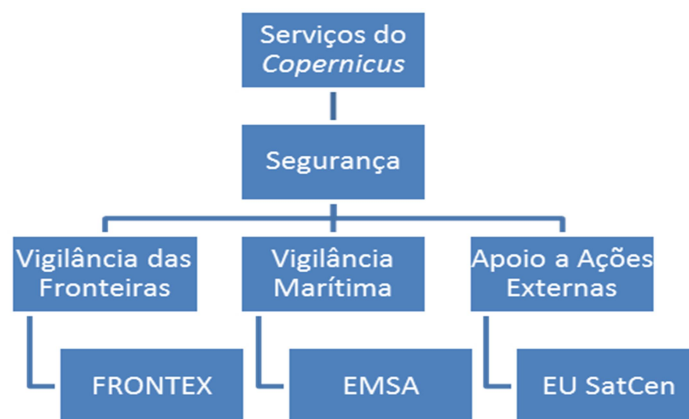 Serviços do
Copernicus
Segurança
Vigilância das
Fronteiras
Vigilância
Marítima
Apoio a Ações
Externas
FRONTEX
EMSA
EU SatCen